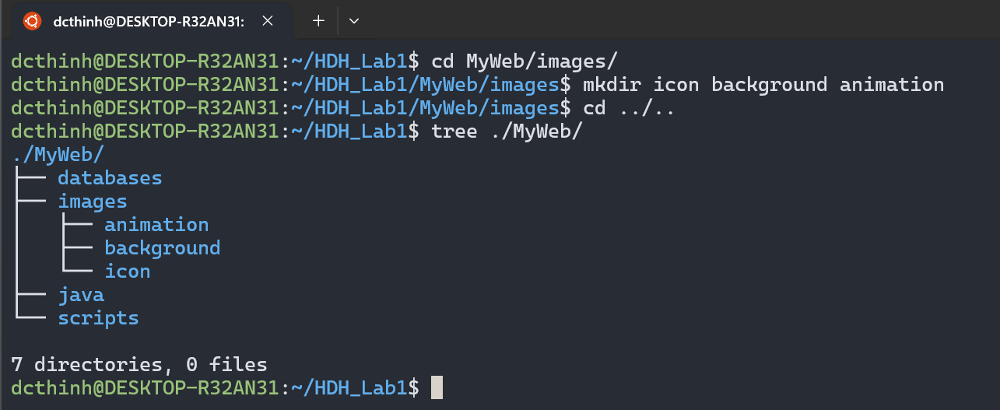 dcthinh@DESKTOP-R32AN31:
dcthinh@DESKTOP-R32AN31:~/HDH_Lab1$ cd MyWeb/images/
dcthinh@DESKTOP-R32AN31:~/HDH_Lab1/MyWeb/images$ mkdir icon background animation
dcthinh@DESKTOP-R32AN31:~/HDH_Lab1/MyWeb/images$ cd ../..
dcthinh@DESKTOP-R32AN31:~/HDH_Lab1$ tree ./MyWeb/
./MyWeb/
├── databases
├── images
│   ├── animation
│   ├── background
│   └── icon
├── java
└── scripts

7 directories, 0 files
dcthinh@DESKTOP-R32AN31:~/HDH_Lab1$